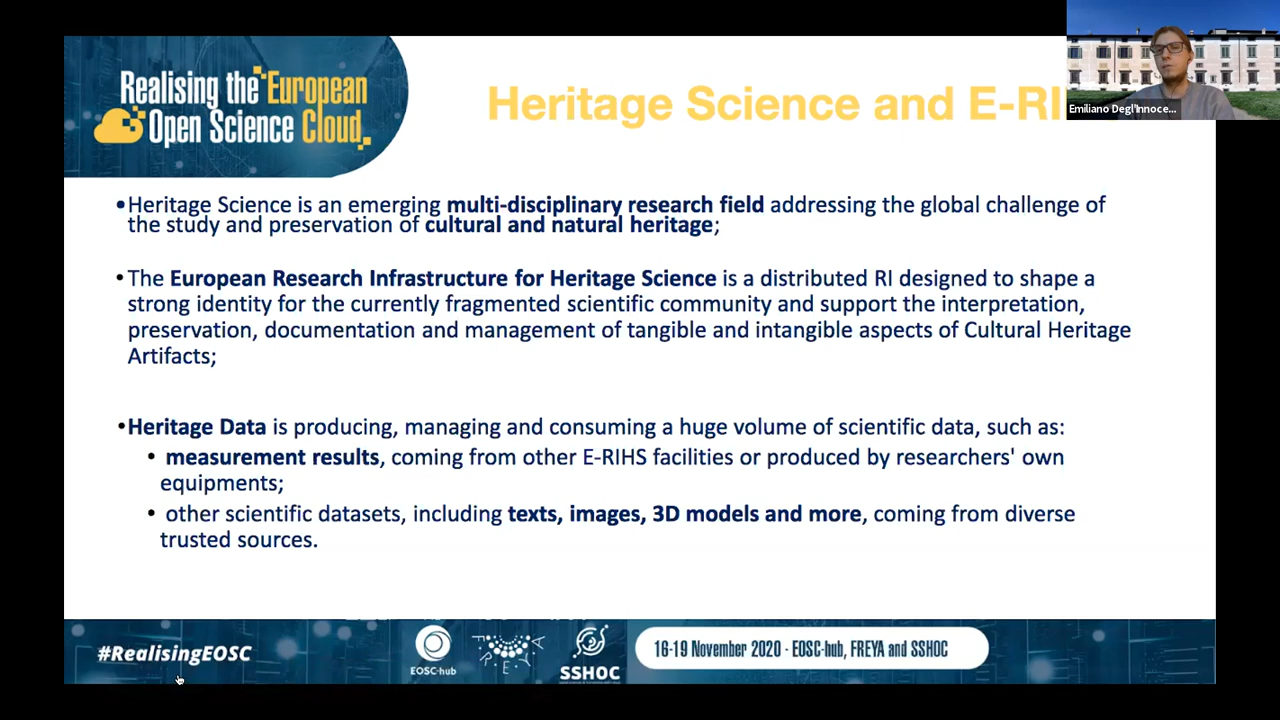 Realising the European
Open Science Cloud
Heritage Science and E-RI
Emiliano Degl'Innoce...
•Heritage Science is an emerging multi-disciplinary research field addressing the global challenge of
the study and preservation of cultural and natural heritage;
•The European Research Infrastructure for Heritage Science is a distributed RI designed to shape a
strong identity for the currently fragmented scientific community and support the interpretation,
preservation, documentation and management of tangible and intangible aspects of Cultural Heritage
Artifacts;
•Heritage Data is producing, managing and consuming a huge volume of scientific data, such as:
• measurement results, coming from other E-RIHS facilities or produced by researchers' own
equipments;
• other scientific datasets, including texts, images, 3D models and more, coming from diverse
trusted sources.
#RealisingEOSC
EOSC-hub
FREYA
SSHOC
16-19 November 2020 - EOSC-hub, FREYA and SSHOC